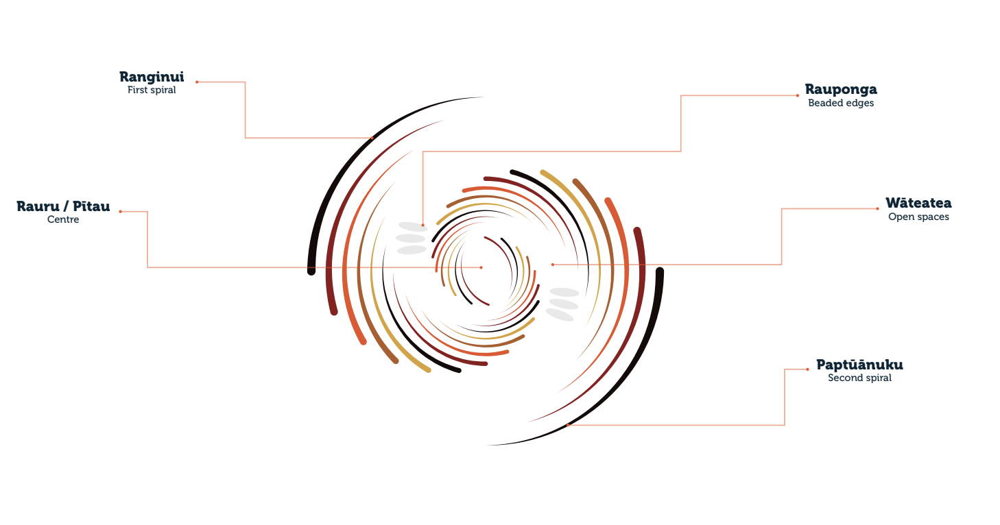 Ranginui
First spiral
Rauponga
Beaded edges
Rauru / Pītau
Centre
Wāteatea
Open spaces
Paptūānuku
Second spiral